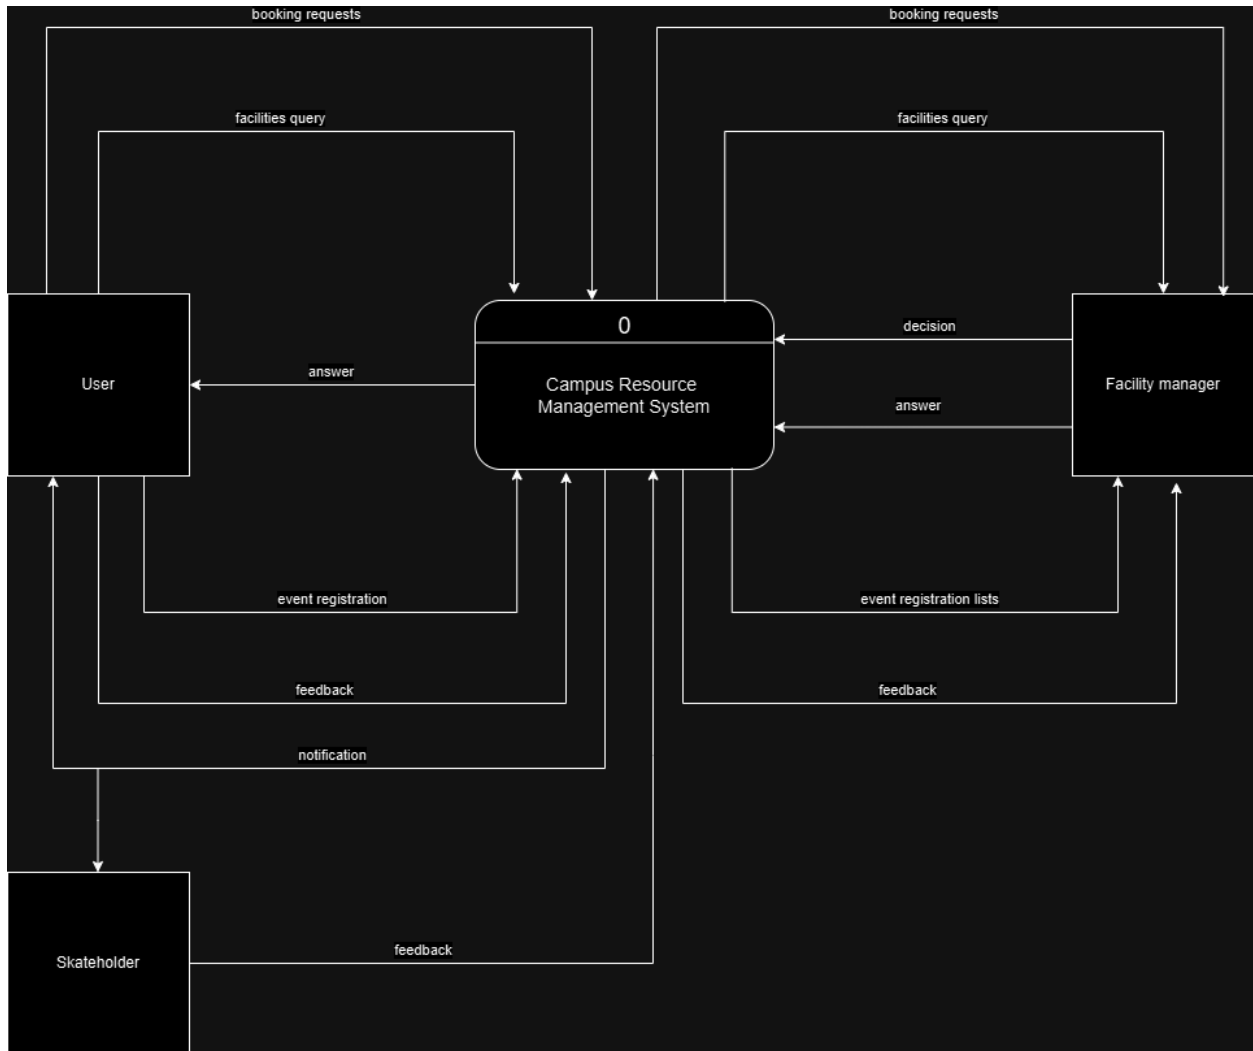 booking requests
booking requests
facilities query
facilities query
0
decision
answer
User
Campus Resource
Management System
Facility manager
answer
event registration
event registration lists
feedback
feedback
notification
feedback
Skateholder